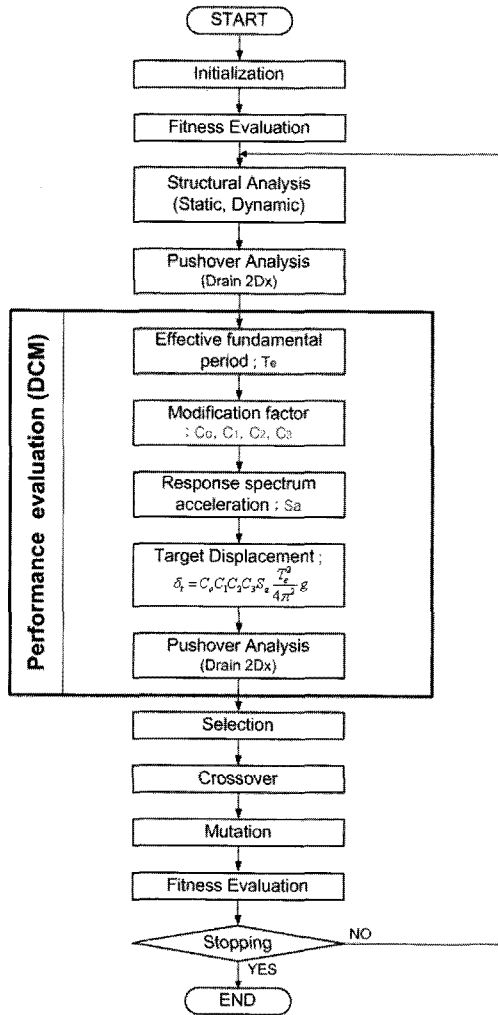 START
Initialization
Fitness Evaluation
Structural Analysis
(Static, Dynamic)
Pushover Analysis
(Drain 2Dx)
Performance evaluation (DCM)
Effective fundamental
period ; Te
Modification factor
; C0, C1, C2, C3
Response spectrum
acceleration ; Sa
Target Displacement ;
δt = CoC1C2C3Sa Te²/4π² g
Pushover Analysis
(Drain 2Dx)
Selection
Crossover
Mutation
Fitness Evaluation
Stopping
NO
YES
END